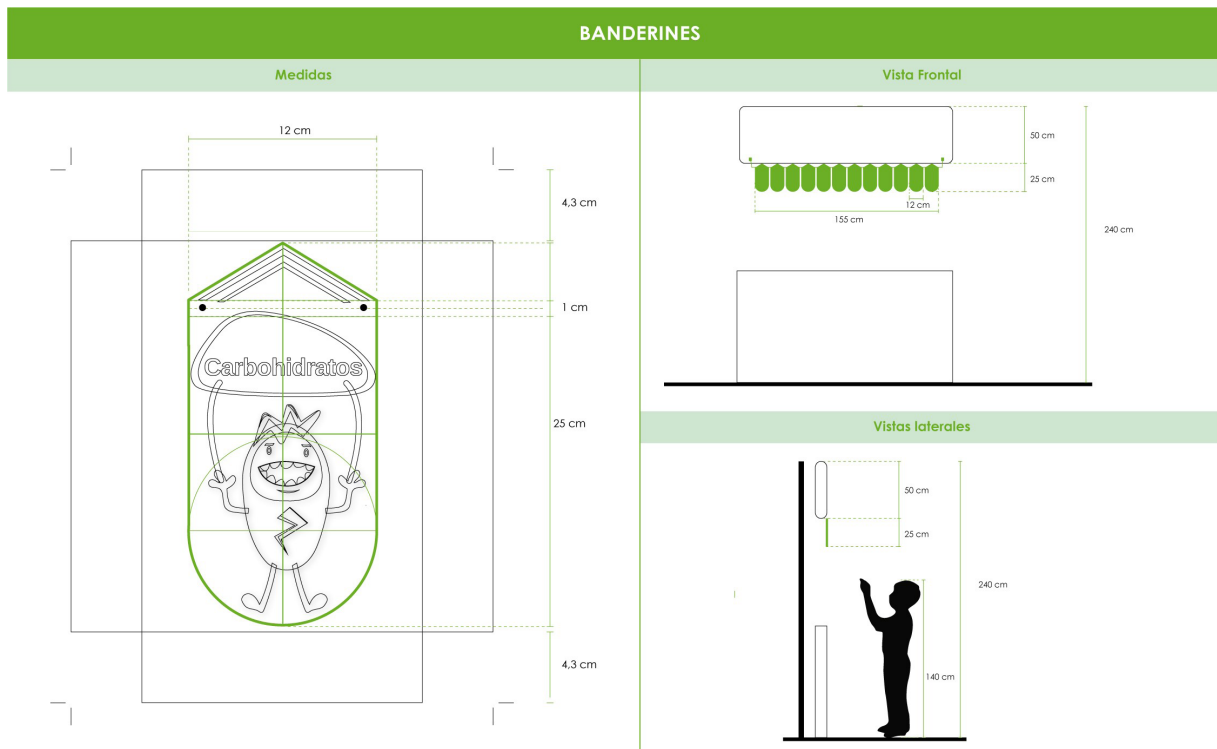 BANDERINES
Medidas
12 cm
4,3 cm
1 cm
Carbohidratos
25 cm
4,3 cm
Vista Frontal
50 cm
25 cm
12 cm
155 cm
240 cm
Vistas laterales
50 cm
25 cm
240 cm
140 cm